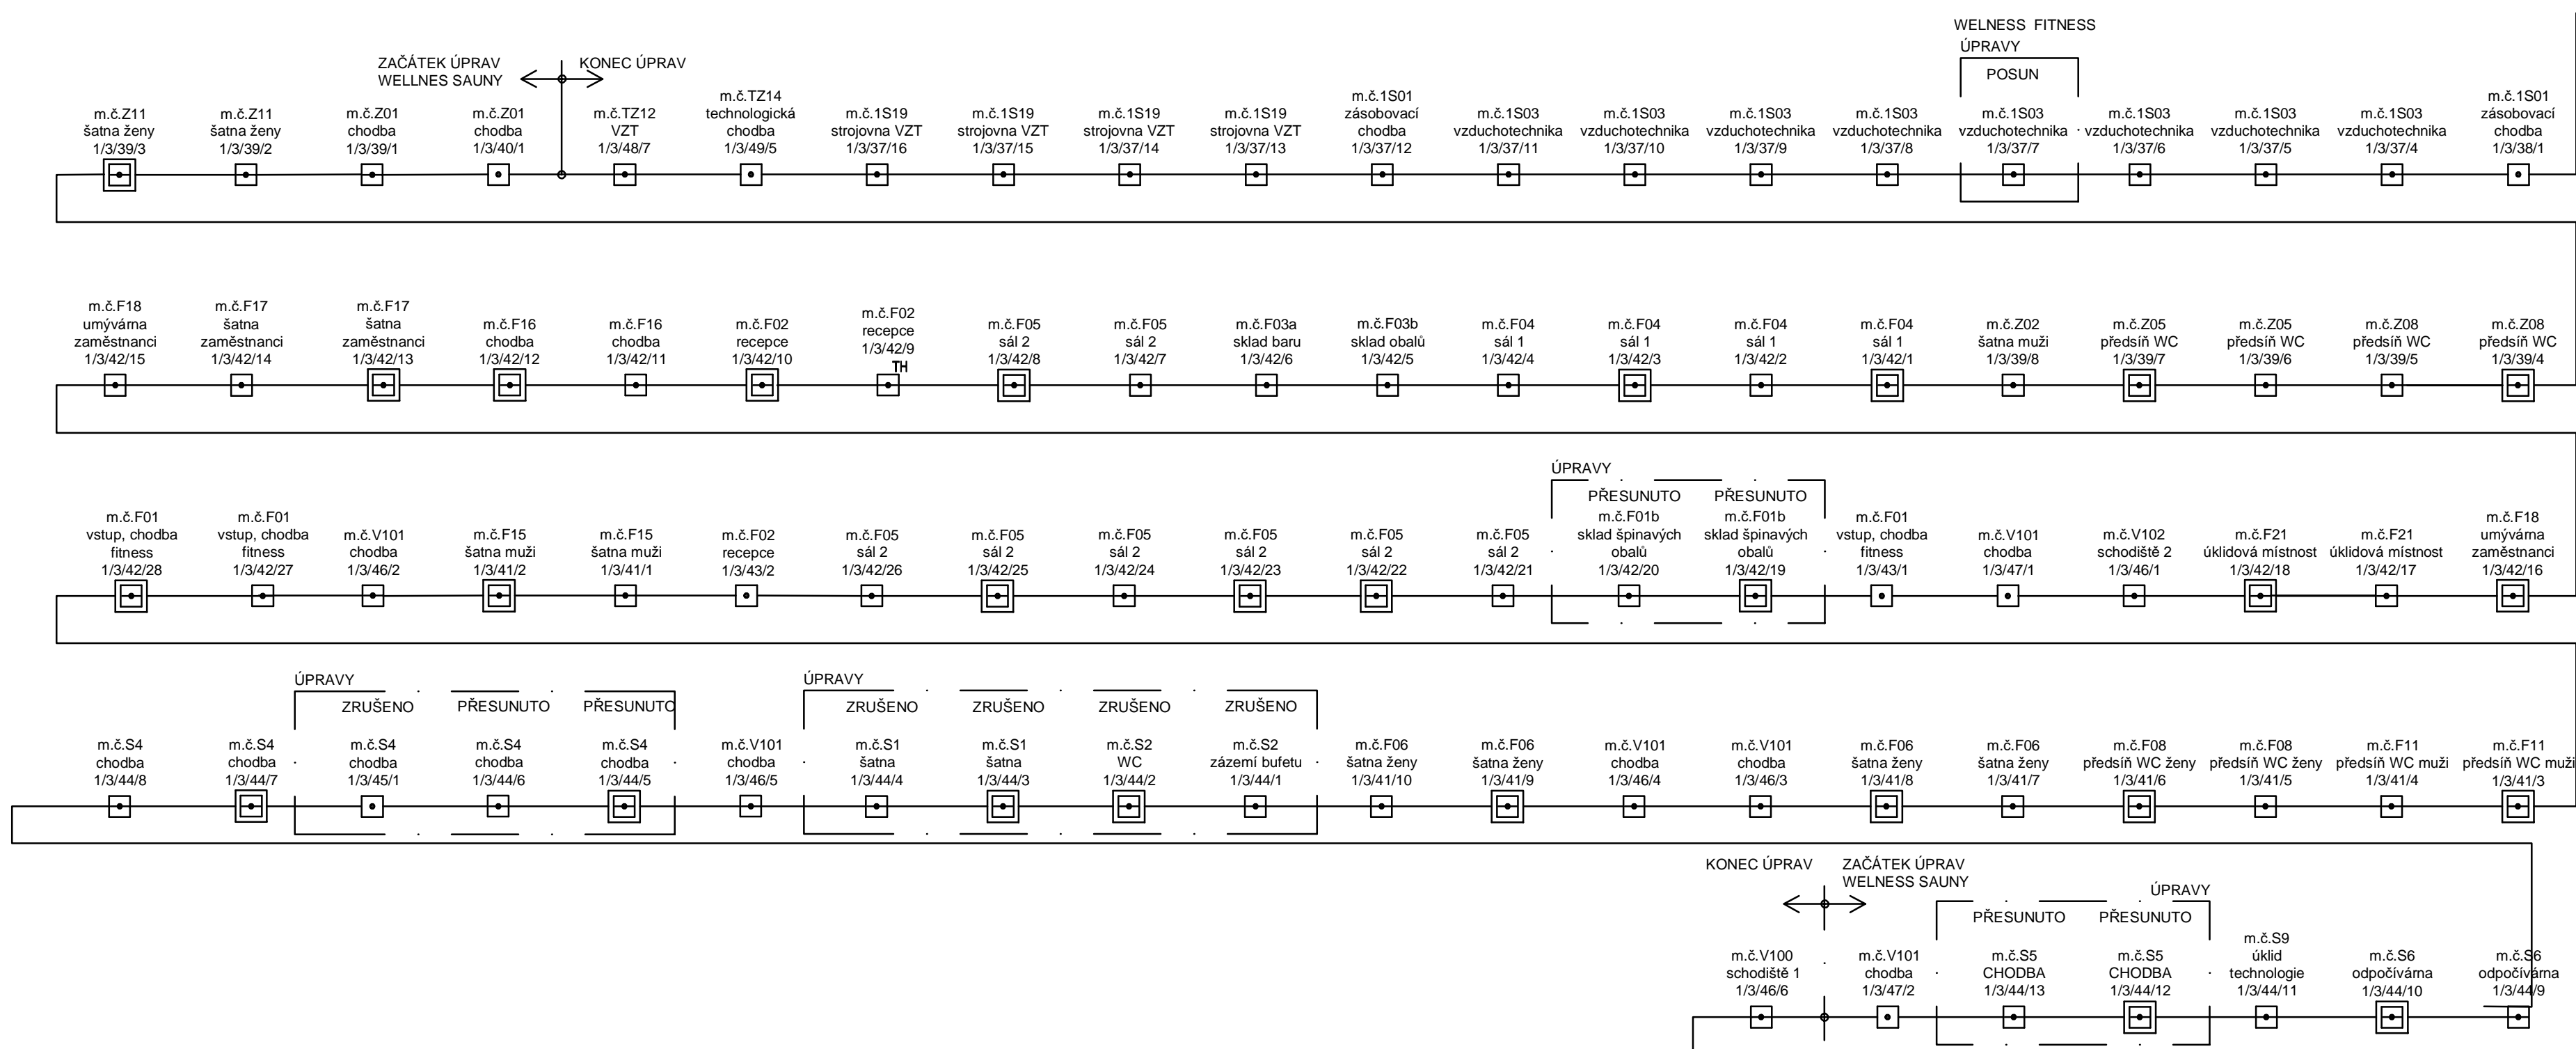 WELNESS  FITNESS
ÚPRAVY
POSUN
ZAČÁTEK ÚPRAV
WELLNES SAUNY
KONEC ÚPRAV
m.č.Z11
šatna ženy
1/3/39/3
m.č.Z11
šatna ženy
1/3/39/2
m.č.Z01
chodba
1/3/39/1
m.č.Z01
chodba
1/3/40/1
m.č.TZ12
VZT
1/3/48/7
m.č.TZ14
technologická
chodba
1/3/49/5
m.č.1S19
strojovna VZT
1/3/37/16
m.č.1S19
strojovna VZT
1/3/37/15
m.č.1S19
strojovna VZT
1/3/37/14
m.č.1S19
strojovna VZT
1/3/37/13
m.č.1S01
zásobovací
chodba
1/3/37/12
m.č.1S03
vzduchotechnika
1/3/37/11
m.č.1S03
vzduchotechnika
1/3/37/10
m.č.1S03
vzduchotechnika
1/3/37/9
m.č.1S03
vzduchotechnika
1/3/37/8
m.č.1S03
vzduchotechnika
1/3/37/7
m.č.1S03
vzduchotechnika
1/3/37/6
m.č.1S03
vzduchotechnika
1/3/37/5
m.č.1S03
vzduchotechnika
1/3/37/4
m.č.1S01
zásobovací
chodba
1/3/38/1
m.č.F18
umývárna
zaměstnanci
1/3/42/15
m.č.F17
šatna
zaměstnanci
1/3/42/14
m.č.F17
šatna
zaměstnanci
1/3/42/13
m.č.F16
chodba
1/3/42/12
m.č.F16
chodba
1/3/42/11
m.č.F02
recepce
1/3/42/10
m.č.F02
recepce
1/3/42/9
TH
m.č.F05
sál 2
1/3/42/8
m.č.F05
sál 2
1/3/42/7
m.č.F03a
sklad baru
1/3/42/6
m.č.F03b
sklad obalů
1/3/42/5
m.č.F04
sál 1
1/3/42/4
m.č.F04
sál 1
1/3/42/3
m.č.F04
sál 1
1/3/42/2
m.č.F04
sál 1
1/3/42/1
m.č.Z02
šatna muži
1/3/39/8
m.č.Z05
předsíň WC
1/3/39/7
m.č.Z05
předsíň WC
1/3/39/6
m.č.Z08
předsíň WC
1/3/39/5
m.č.Z08
předsíň WC
1/3/39/4
m.č.F01
vstup, chodba
fitness
1/3/42/28
m.č.F01
vstup, chodba
fitness
1/3/42/27
m.č.V101
chodba
1/3/46/2
m.č.F15
šatna muži
1/3/41/2
m.č.F15
šatna muži
1/3/41/1
m.č.F02
recepce
1/3/43/2
m.č.F05
sál 2
1/3/42/26
m.č.F05
sál 2
1/3/42/25
m.č.F05
sál 2
1/3/42/24
m.č.F05
sál 2
1/3/42/23
m.č.F05
sál 2
1/3/42/22
m.č.F05
sál 2
1/3/42/21
ÚPRAVY
PŘESUNUTO
m.č.F01b
sklad špinavých
obalů
1/3/42/20
PŘESUNUTO
m.č.F01b
sklad špinavých
obalů
1/3/42/19
m.č.F01
vstup, chodba
fitness
1/3/43/1
m.č.V101
chodba
1/3/47/1
m.č.V102
schodiště 2
1/3/46/1
m.č.F21
úklidová místnost
1/3/42/18
m.č.F21
úklidová místnost
1/3/42/17
m.č.F18
umývárna
zaměstnanci
1/3/42/16
m.č.S4
chodba
1/3/44/8
m.č.S4
chodba
1/3/44/7
ÚPRAVY
ZRUŠENO
m.č.S4
chodba
1/3/45/1
PŘESUNUTO
m.č.S4
chodba
1/3/44/6
PŘESUNUTO
m.č.S4
chodba
1/3/44/5
m.č.V101
chodba
1/3/46/5
ÚPRAVY
ZRUŠENO
m.č.S1
šatna
1/3/44/4
ZRUŠENO
m.č.S1
šatna
1/3/44/3
ZRUŠENO
m.č.S2
WC
1/3/44/2
ZRUŠENO
m.č.S2
zázemí bufetu
1/3/44/1
m.č.F06
šatna ženy
1/3/41/10
m.č.F06
šatna ženy
1/3/41/9
m.č.V101
chodba
1/3/46/4
m.č.V101
chodba
1/3/46/3
m.č.F06
šatna ženy
1/3/41/8
m.č.F06
šatna ženy
1/3/41/7
m.č.F08
předsíň WC ženy
1/3/41/6
m.č.F08
předsíň WC ženy
1/3/41/5
m.č.F11
předsíň WC muži
1/3/41/4
m.č.F11
předsíň WC muži
1/3/41/3
KONEC ÚPRAV
ZAČÁTEK ÚPRAV
WELNESS SAUNY
ÚPRAVY
m.č.V100
schodiště 1
1/3/46/6
m.č.V101
chodba
1/3/47/2
PŘESUNUTO
m.č.S5
CHODBA
1/3/44/13
PŘESUNUTO
m.č.S5
CHODBA
1/3/44/12
m.č.S9
úklid
technologie
1/3/44/11
m.č.S6
odpočívárna
1/3/44/10
m.č.S6
odpočívárna
1/3/44/9